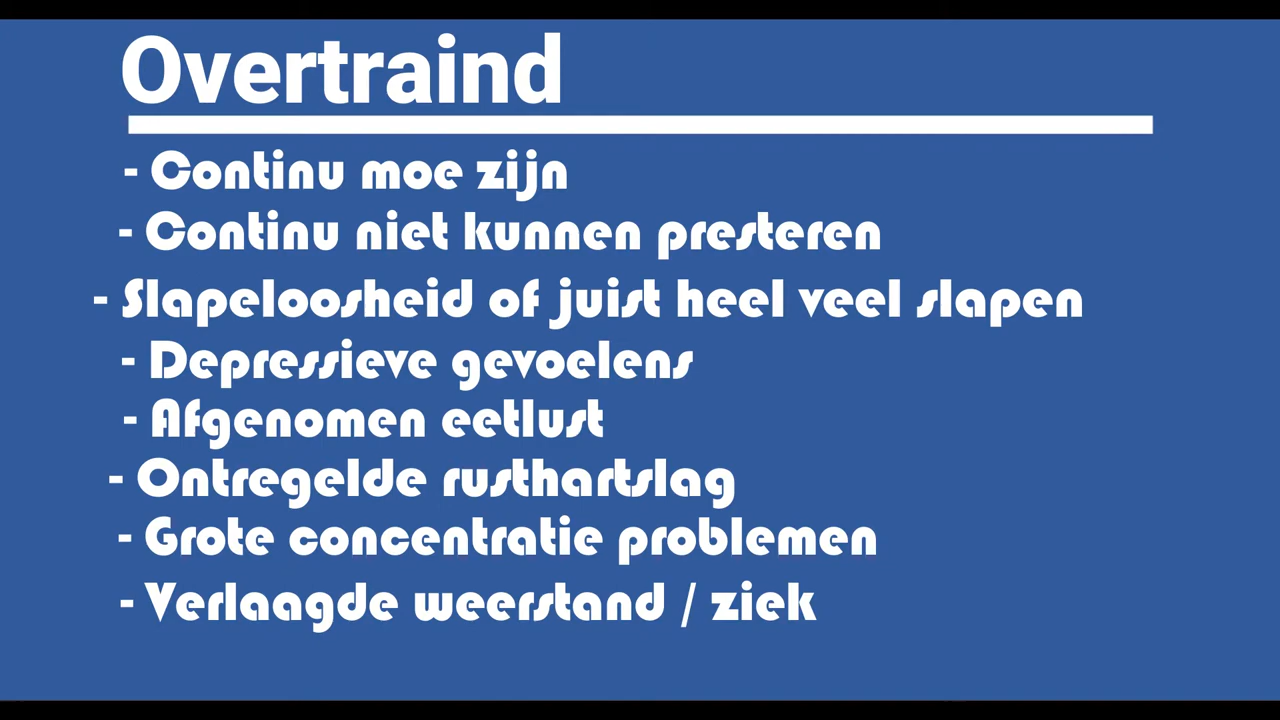 Overtraind
- Continu moe zijn
- Continu niet kunnen presteren
- Slapeloosheid of juist heel veel slapen
- Depressieve gevoelens
- Afgenomen eetlust
- Ontregelde rusthartslag
- Grote concentratie problemen
- Verlaagde weerstand / ziek